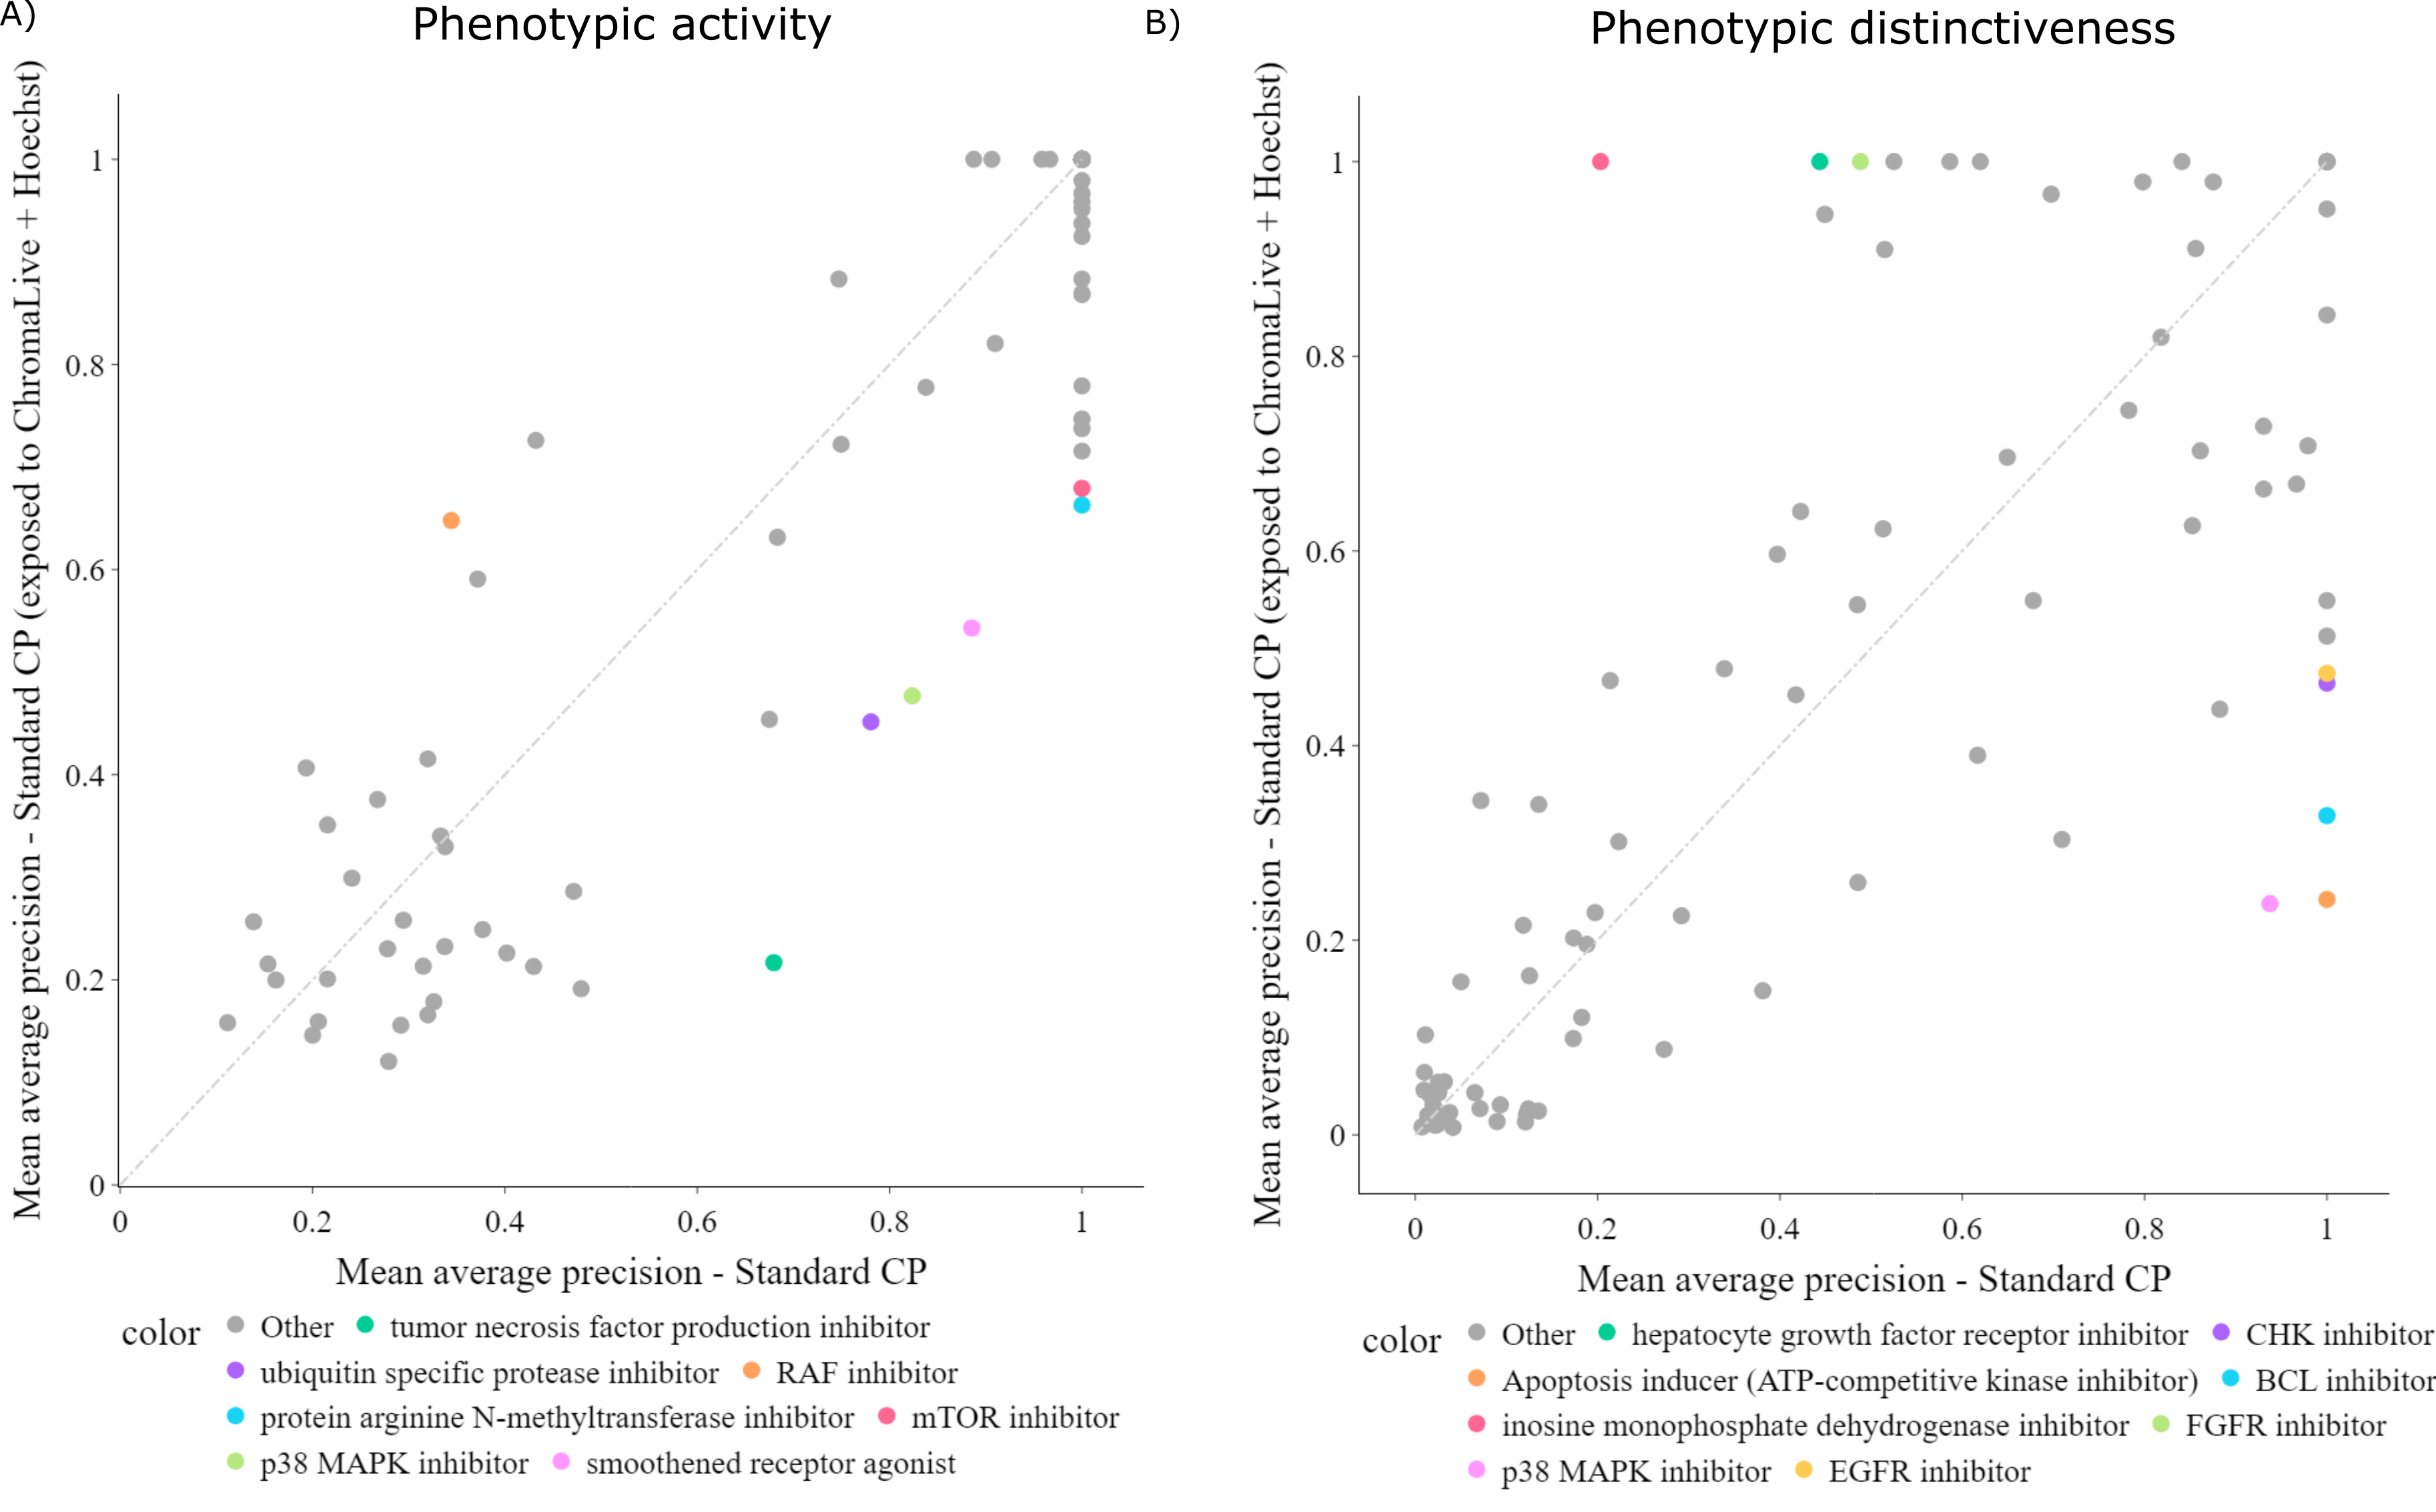 A)
Phenotypic activity
Mean average precision - Standard CP (exposed to ChromaLive + Hoechst)
1
0.8
0.6
0.4
0.2
0
0 0.2 0.4 0.6 0.8 1
Mean average precision - Standard CP
color Other tumor necrosis factor production inhibitor
ubiquitin specific protease inhibitor RAF inhibitor
protein arginine N-methyltransferase inhibitor mTOR inhibitor
p38 MAPK inhibitor smoothened receptor agonist
B)
Phenotypic distinctiveness
Mean average precision - Standard CP (exposed to ChromaLive + Hoechst)
1
0.8
0.6
0.4
0.2
0
0 0.2 0.4 0.6 0.8 1
Mean average precision - Standard CP
color Other hepatocyte growth factor receptor inhibitor CHK inhibitor
Apoptosis inducer (ATP-competitive kinase inhibitor) BCL inhibitor
inosine monophosphate dehydrogenase inhibitor FGFR inhibitor
p38 MAPK inhibitor EGFR inhibitor